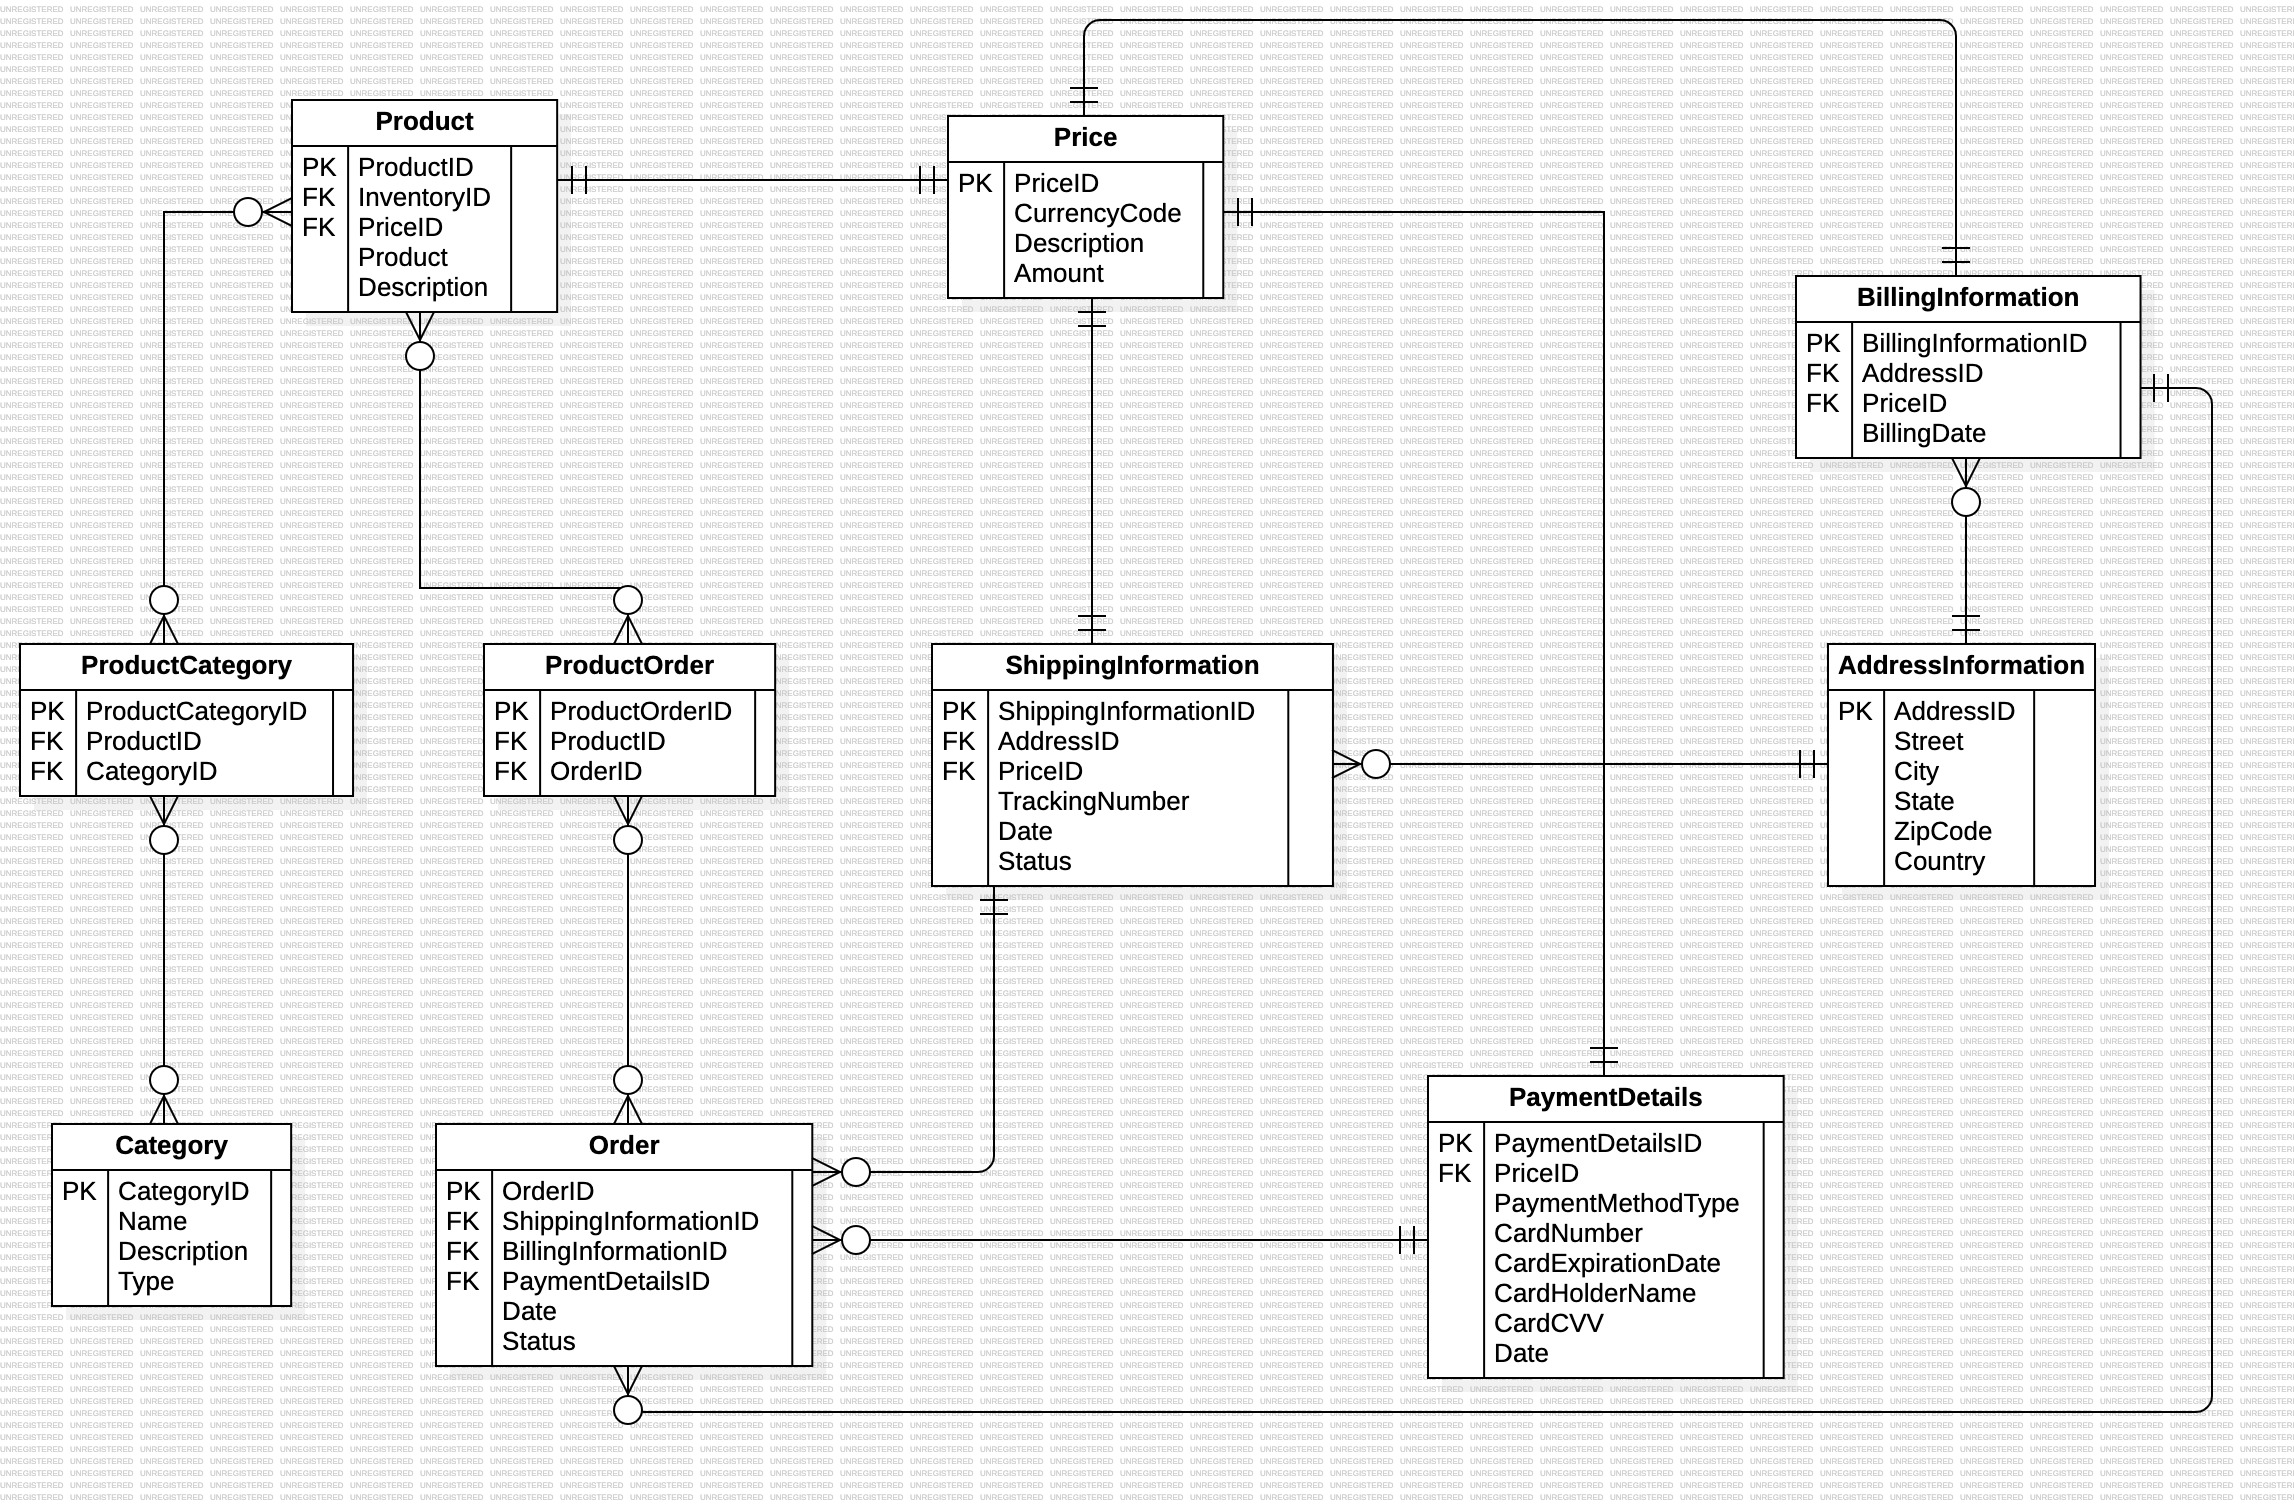 Product
PK ProductID
FK InventoryID
FK PriceID
Product
Description
Price
PK PriceID
CurrencyCode
Description
Amount
BillingInformation
PK BillingInformationID
FK AddressID
FK PriceID
BillingDate
ProductCategory
PK ProductCategoryID
FK ProductID
FK CategoryID
ProductOrder
PK ProductOrderID
FK ProductID
FK OrderID
ShippingInformation
PK ShippingInformationID
FK AddressID
FK PriceID
TrackingNumber
Date
Status
AddressInformation
PK AddressID
Street
City
State
ZipCode
Country
Category
PK CategoryID
Name
Description
Type
Order
PK OrderID
FK ShippingInformationID
FK BillingInformationID
FK PaymentDetailsID
Date
Status
PaymentDetails
PK PaymentDetailsID
FK PriceID
PaymentMethodType
CardNumber
CardExpirationDate
CardHolderName
CardCVV
Date
UNREGISTERED